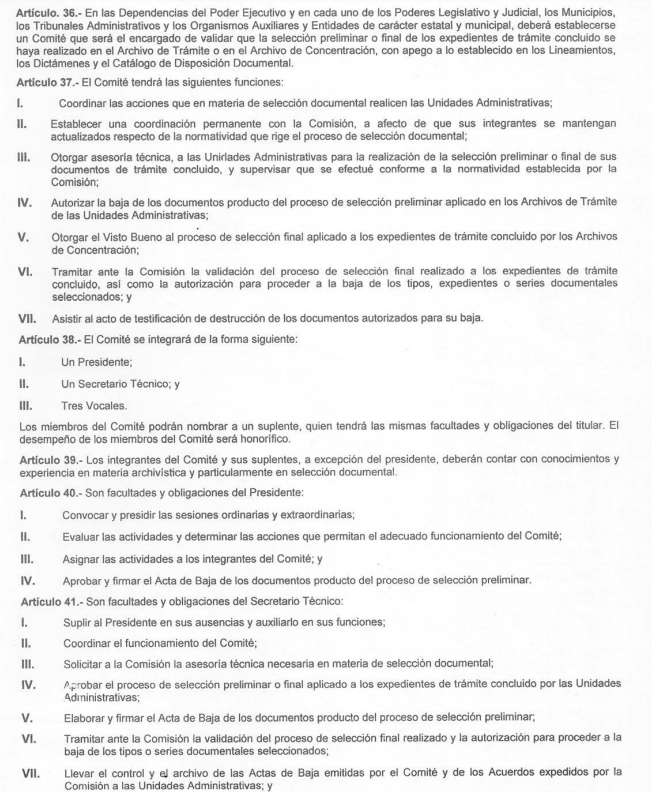 Artículo. 36.- En las Dependencias del Poder Ejecutivo y en cada uno de los Poderes Legislativo y Judicial, los Municipios,
los Tribunales Administrativos y los Organismos Auxiliares y Entidades de carácter estatal y municipal, deberá establecerse
un Comité que será el encargado de validar que la selección preliminar o final de los expedientes de trámite concluido se
haya realizado en el Archivo de Trámite o en el Archivo de Concentración, con apego a lo establecido en los Lineamientos,
los Dictámenes y el Catálogo de Disposición Documental.
Artículo 37.- El Comité tendrá las siguientes funciones:
I. Coordinar las acciones que en materia de selección documental realicen las Unidades Administrativas;
II. Establecer una coordinación permanente con la Comisión, a afecto de que sus integrantes se mantengan
actualizados respecto de la normatividad que rige el proceso de selección documental;
III. Otorgar asesoría técnica, a las Unidades Administrativas para la realización de la selección preliminar o final de sus
documentos de trámite concluido, y supervisar que se efectué conforme a la normatividad establecida por la
Comisión;
IV. Autorizar la baja de los documentos producto del proceso de selección preliminar aplicado en los Archivos de Trámite
de las Unidades Administrativas;
V. Otorgar el Visto Bueno al proceso de selección final aplicado a los expedientes de trámite concluido por los Archivos
de Concentración;
VI. Tramitar ante la Comisión la validación del proceso de selección final realizado a los expedientes de trámite
concluido, así como la autorización para proceder a la baja de los tipos, expedientes o series documentales
seleccionados; y
VII. Asistir al acto de testificación de destrucción de los documentos autorizados para su baja.
Artículo 38.- El Comité se integrará de la forma siguiente:
I. Un Presidente;
II. Un Secretario Técnico; y
III. Tres Vocales.
Los miembros del Comité podrán nombrar a un suplente, quien tendrá las mismas facultades y obligaciones del titular. El
desempeño de los miembros del Comité será honorífico.
Artículo 39.- Los integrantes del Comité y sus suplentes, a excepción del presidente, deberán contar con conocimientos y
experiencia en materia archivística y particularmente en selección documental.
Artículo 40.- Son facultades y obligaciones del Presidente:
I. Convocar y presidir las sesiones ordinarias y extraordinarias;
II. Evaluar las actividades y determinar las acciones que permitan el adecuado funcionamiento del Comité;
III. Asignar las actividades a los integrantes del Comité; y
IV. Aprobar y firmar el Acta de Baja de los documentos producto del proceso de selección preliminar.
Artículo 41.- Son facultades y obligaciones del Secretario Técnico:
I. Suplir al Presidente en sus ausencias y auxiliarlo en sus funciones;
II. Coordinar el funcionamiento del Comité;
III. Solicitar a la Comisión la asesoría técnica necesaria en materia de selección documental;
IV. Aprobar el proceso de selección preliminar o final aplicado a los expedientes de trámite concluido por las Unidades
Administrativas;
V. Elaborar y firmar el Acta de Baja de los documentos producto del proceso de selección preliminar;
VI. Tramitar ante la Comisión la validación del proceso de selección final realizado y la autorización para proceder a la
baja de los tipos o series documentales seleccionados;
VII. Llevar el control y el archivo de las Actas de Baja emitidas por el Comité y de los Acuerdos expedidos por la
Comisión a las Unidades Administrativas; y